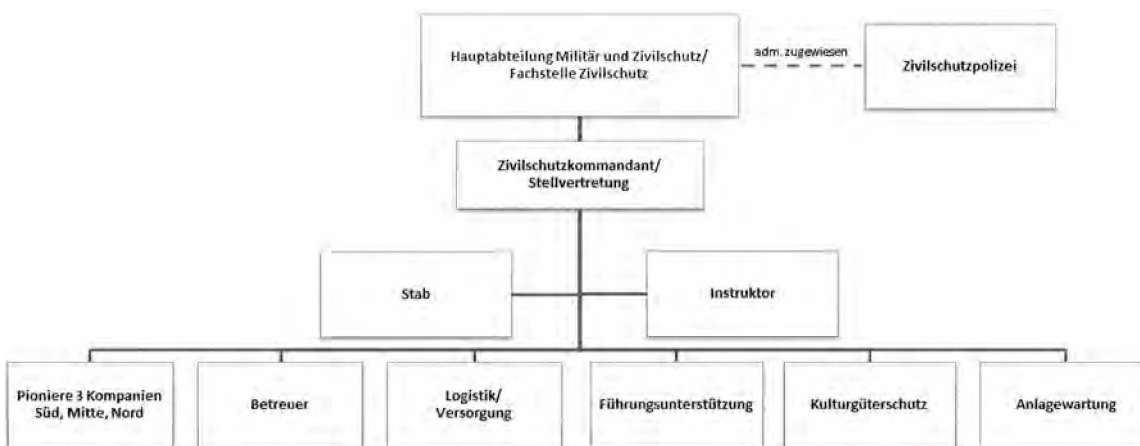 Hauptabteilung Militär und Zivilschutz/
Fachstelle Zivilschutz
adm. zugewiesen
Zivilschutzpolizei
Zivilschutzkommandant/
Stellvertretung
Stab
Instruktor
Pioniere 3 Kompanien
Süd, Mitte, Nord
Betreuer
Logistik/
Versorgung
Führungsunterstützung
Kulturgüterschutz
Anlagewartung